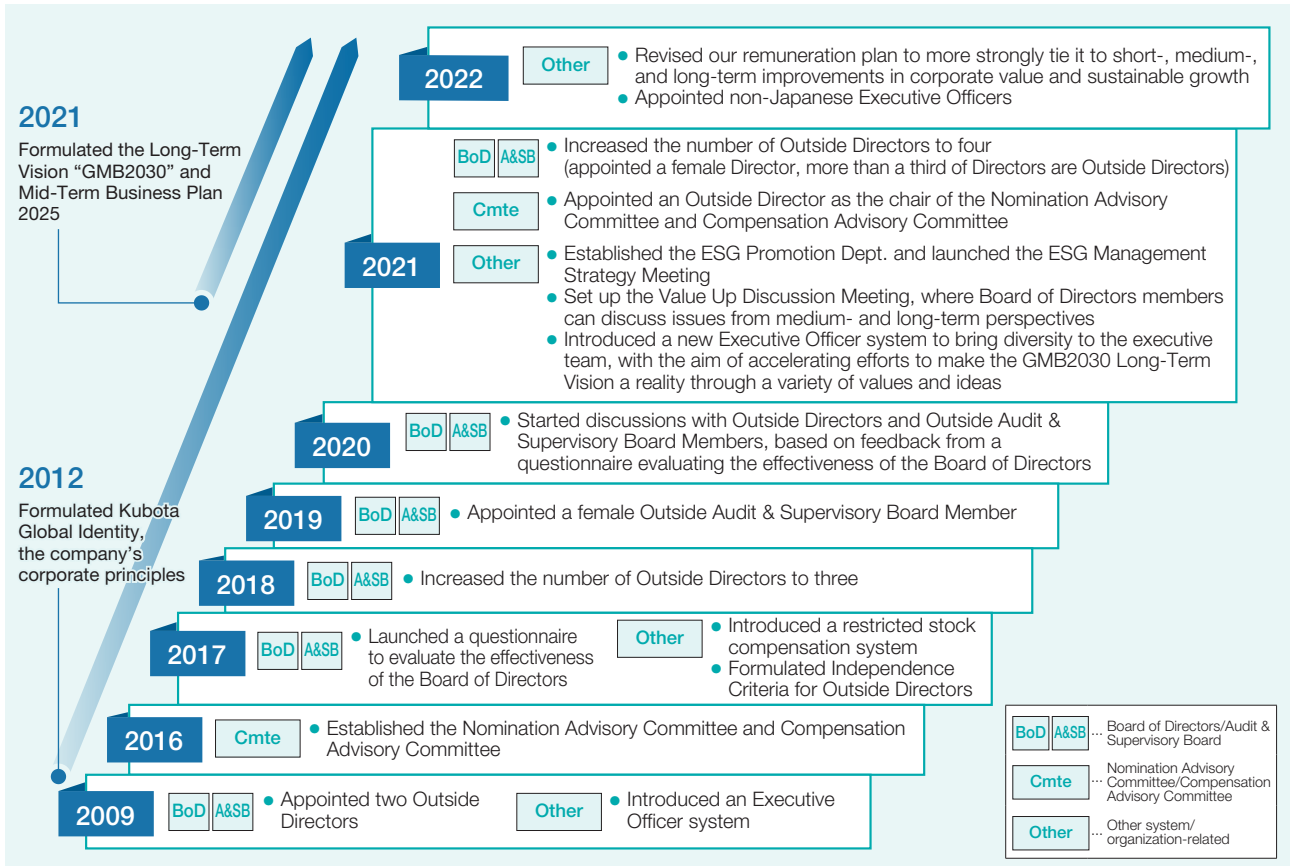 2022
Other
● Revised our remuneration plan to more strongly tie it to short-, medium-,
and long-term improvements in corporate value and sustainable growth
● Appointed non-Japanese Executive Officers
2021
Formulated the Long-Term
Vision “GMB2030” and
Mid-Term Business Plan
2025
2021
BoD A&SB
● Increased the number of Outside Directors to four
(appointed a female Director, more than a third of Directors are Outside Directors)
Cmte
● Appointed an Outside Director as the chair of the Nomination Advisory
Committee and Compensation Advisory Committee
Other
● Established the ESG Promotion Dept. and launched the ESG Management
Strategy Meeting
● Set up the Value Up Discussion Meeting, where Board of Directors members
can discuss issues from medium- and long-term perspectives
● Introduced a new Executive Officer system to bring diversity to the executive
team, with the aim of accelerating efforts to make the GMB2030 Long-Term
Vision a reality through a variety of values and ideas
2020
BoD A&SB
● Started discussions with Outside Directors and Outside Audit &
Supervisory Board Members, based on feedback from a
questionnaire evaluating the effectiveness of the Board of Directors
2012
Formulated Kubota
Global Identity,
the company’s
corporate principles
2019
BoD A&SB
● Appointed a female Outside Audit & Supervisory Board Member
2018
BoD A&SB
● Increased the number of Outside Directors to three
2017
BoD A&SB
● Launched a questionnaire
to evaluate the effectiveness
of the Board of Directors
Other
● Introduced a restricted stock
compensation system
● Formulated Independence
Criteria for Outside Directors
2016
Cmte
● Established the Nomination Advisory Committee and Compensation
Advisory Committee
2009
BoD A&SB
● Appointed two Outside
Directors
Other
● Introduced an Executive
Officer system
BoD A&SB ... Board of Directors/Audit &
Supervisory Board
Cmte ... Nomination Advisory
Committee/Compensation
Advisory Committee
Other ... Other system/
organization-related